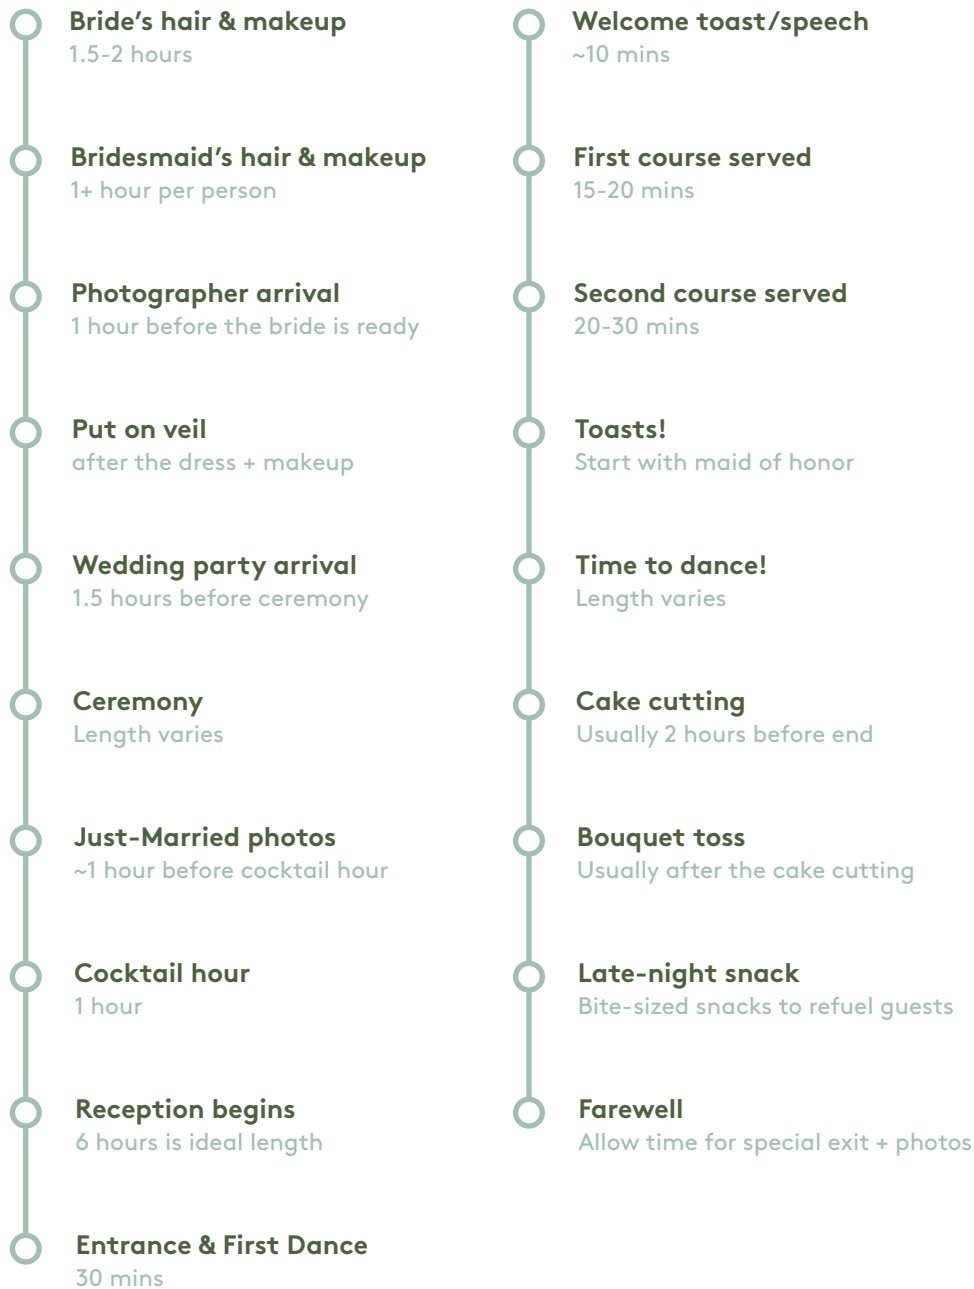 Bride’s hair & makeup
1.5-2 hours
Bridesmaid’s hair & makeup
1+ hour per person
Photographer arrival
1 hour before the bride is ready
Put on veil
after the dress + makeup
Wedding party arrival
1.5 hours before ceremony
Ceremony
Length varies
Just-Married photos
~1 hour before cocktail hour
Cocktail hour
1 hour
Reception begins
6 hours is ideal length
Entrance & First Dance
30 mins
Welcome toast/speech
~10 mins
First course served
15-20 mins
Second course served
20-30 mins
Toasts!
Start with maid of honor
Time to dance!
Length varies
Cake cutting
Usually 2 hours before end
Bouquet toss
Usually after the cake cutting
Late-night snack
Bite-sized snacks to refuel guests
Farewell
Allow time for special exit + photos